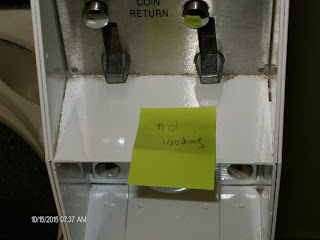 COIN
RETURN
not
working
10/15/2015 07:37 AM